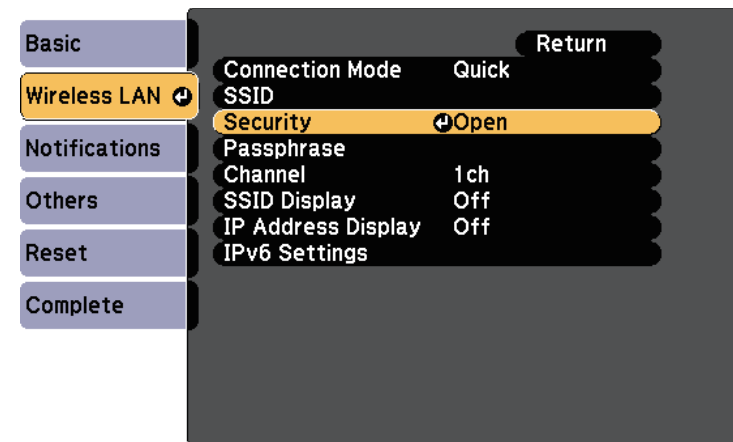 Basic
Wireless LAN
Notifications
Others
Reset
Complete
Return
Connection Mode Quick
SSID
Security Open
Passphrase
Channel 1ch
SSID Display Off
IP Address Display Off
IPv6 Settings